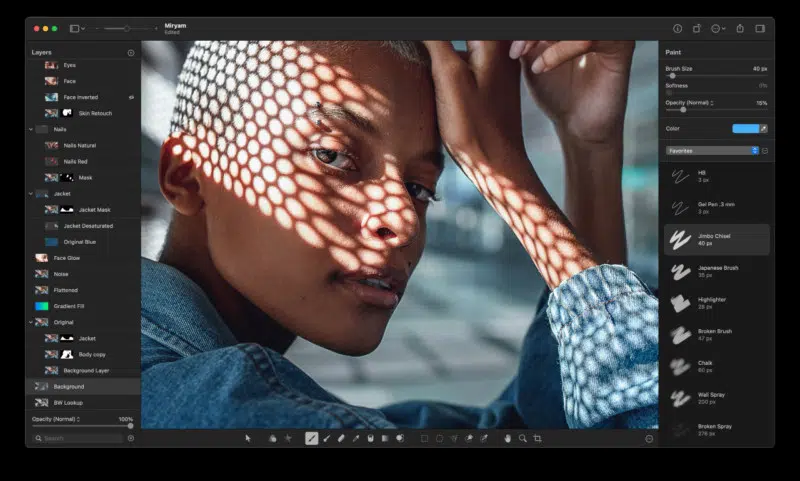 Miryam
Edited
Layers
Eyes
Face
Face Inverted
Skin Retouch
Nails
Nails Natural
Nails Red
Mask
Jacket
Jacket Mask
Jacket Desaturated
Original Blue
Face Glow
Noise
Flattened
Gradient Fill
Original
Jacket
Body copy
Background Layer
Background
BW Lookup
Opacity (Normal) 100%
Search
Paint
Brush Size 40 px
Softness 0%
Opacity (Normal) 15%
Color
Favorites
HB
2 px
Gel Pen .3 mm
3 px
Jimbo Chisel
40 px
Japanese Brush
35 px
Highlighter
28 px
Broken Brush
47 px
Chalk
60 px
Wall Spray
250 px
Broken Spray
276 px